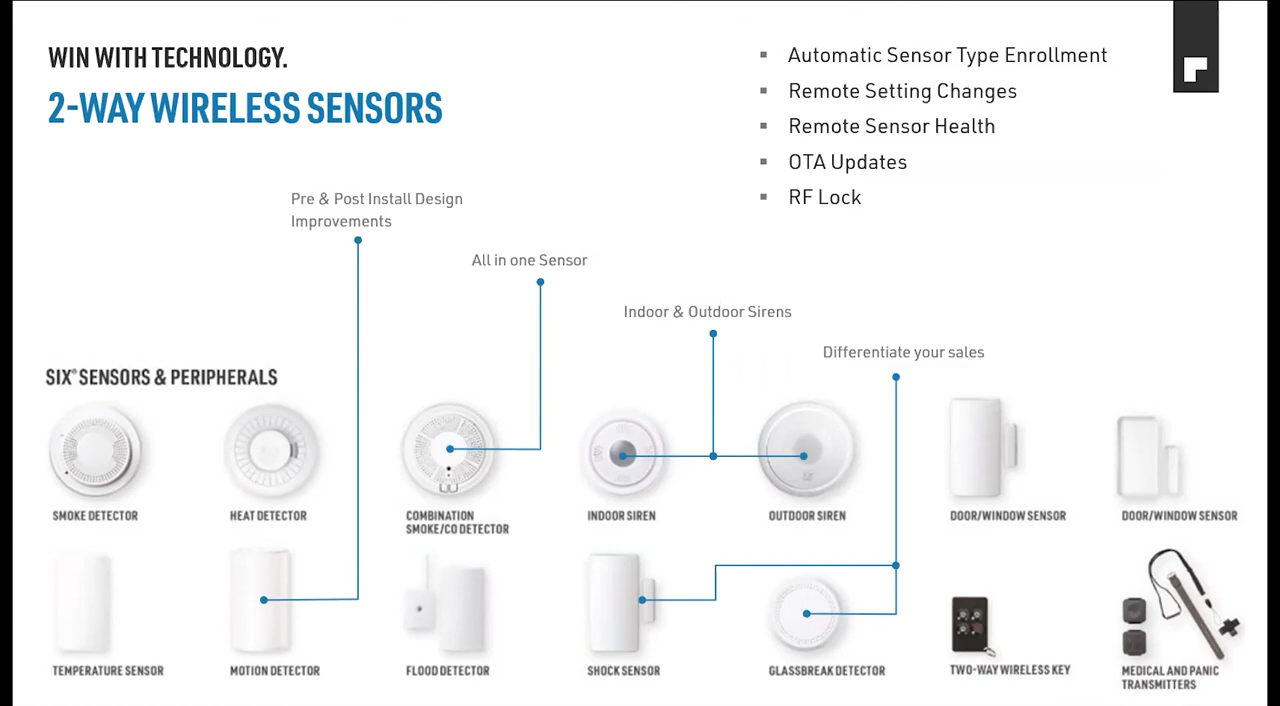 WIN WITH TECHNOLOGY.
2-WAY WIRELESS SENSORS
Automatic Sensor Type Enrollment
Remote Setting Changes
Remote Sensor Health
OTA Updates
RF Lock
Pre & Post Install Design
Improvements
All in one Sensor
Indoor & Outdoor Sirens
Differentiate your sales
SIX® SENSORS & PERIPHERALS
SMOKE DETECTOR
HEAT DETECTOR
COMBINATION
SMOKE/CO DETECTOR
INDOOR SIREN
OUTDOOR SIREN
DOOR/WINDOW SENSOR
DOOR/WINDOW SENSOR
TEMPERATURE SENSOR
MOTION DETECTOR
FLOOD DETECTOR
SHOCK SENSOR
GLASSBREAK DETECTOR
TWO-WAY WIRELESS KEY
MEDICAL AND PANIC
TRANSMITTERS